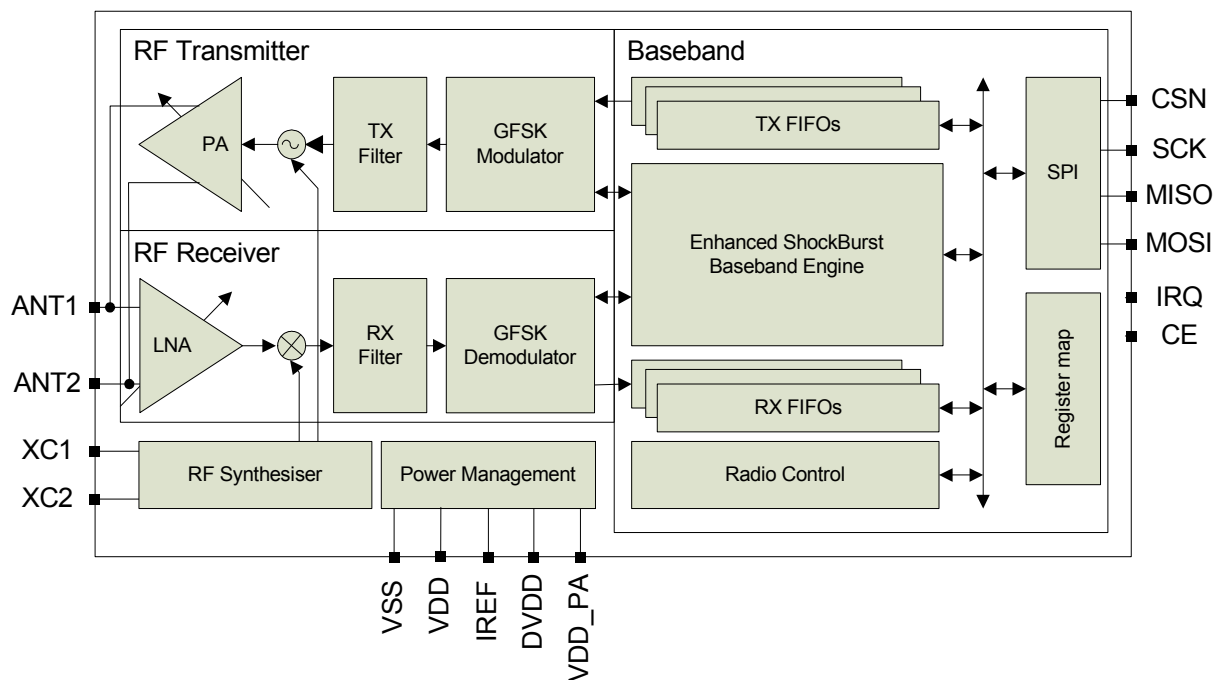 RF Transmitter
Baseband
PA
TX
Filter
GFSK
Modulator
TX FIFOs
SPI
CSN
SCK
MISO
MOSI
Enhanced ShockBurst
Baseband Engine
RF Receiver
ANT1
ANT2
LNA
RX
Filter
GFSK
Demodulator
RX FIFOs
Register map
IRQ
CE
XC1
XC2
RF Synthesiser
Power Management
Radio Control
VSS
VDD
IREF
DVDD
VDD_PA